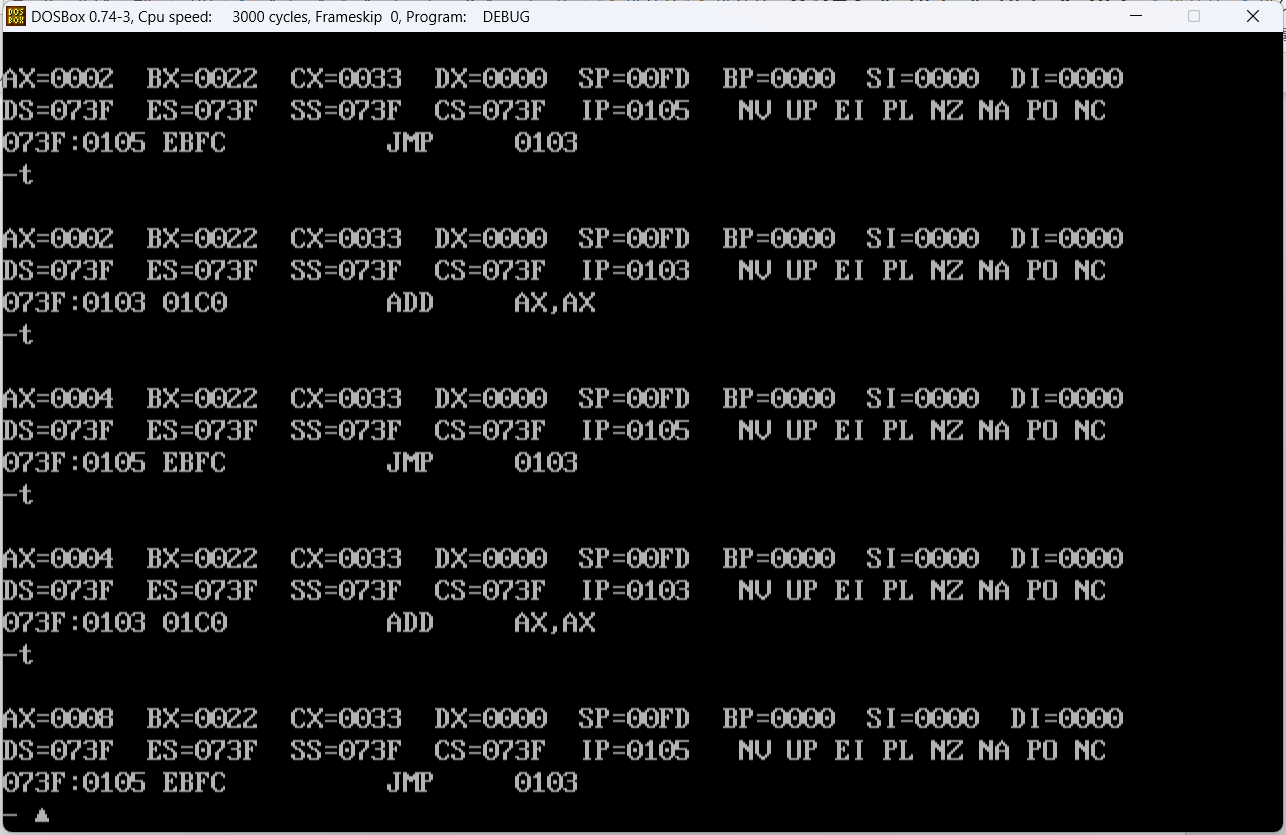 DOSBox 0.74-3, Cpu speed:    3000 cycles, Frameskip  0, Program:    DEBUG
AX=0002  BX=0022  CX=0033  DX=0000  SP=00FD  BP=0000  SI=0000  DI=0000
DS=073F  ES=073F  SS=073F  CS=073F  IP=0105   NV UP EI PL NZ NA PO NC
073F:0105 EBFC          JMP     0103
-t
AX=0002  BX=0022  CX=0033  DX=0000  SP=00FD  BP=0000  SI=0000  DI=0000
DS=073F  ES=073F  SS=073F  CS=073F  IP=0103   NV UP EI PL NZ NA PO NC
073F:0103 01C0          ADD     AX,AX
-t
AX=0004  BX=0022  CX=0033  DX=0000  SP=00FD  BP=0000  SI=0000  DI=0000
DS=073F  ES=073F  SS=073F  CS=073F  IP=0105   NV UP EI PL NZ NA PO NC
073F:0105 EBFC          JMP     0103
-t
AX=0004  BX=0022  CX=0033  DX=0000  SP=00FD  BP=0000  SI=0000  DI=0000
DS=073F  ES=073F  SS=073F  CS=073F  IP=0103   NV UP EI PL NZ NA PO NC
073F:0103 01C0          ADD     AX,AX
-t
AX=0008  BX=0022  CX=0033  DX=0000  SP=00FD  BP=0000  SI=0000  DI=0000
DS=073F  ES=073F  SS=073F  CS=073F  IP=0105   NV UP EI PL NZ NA PO NC
073F:0105 EBFC          JMP     0103
-